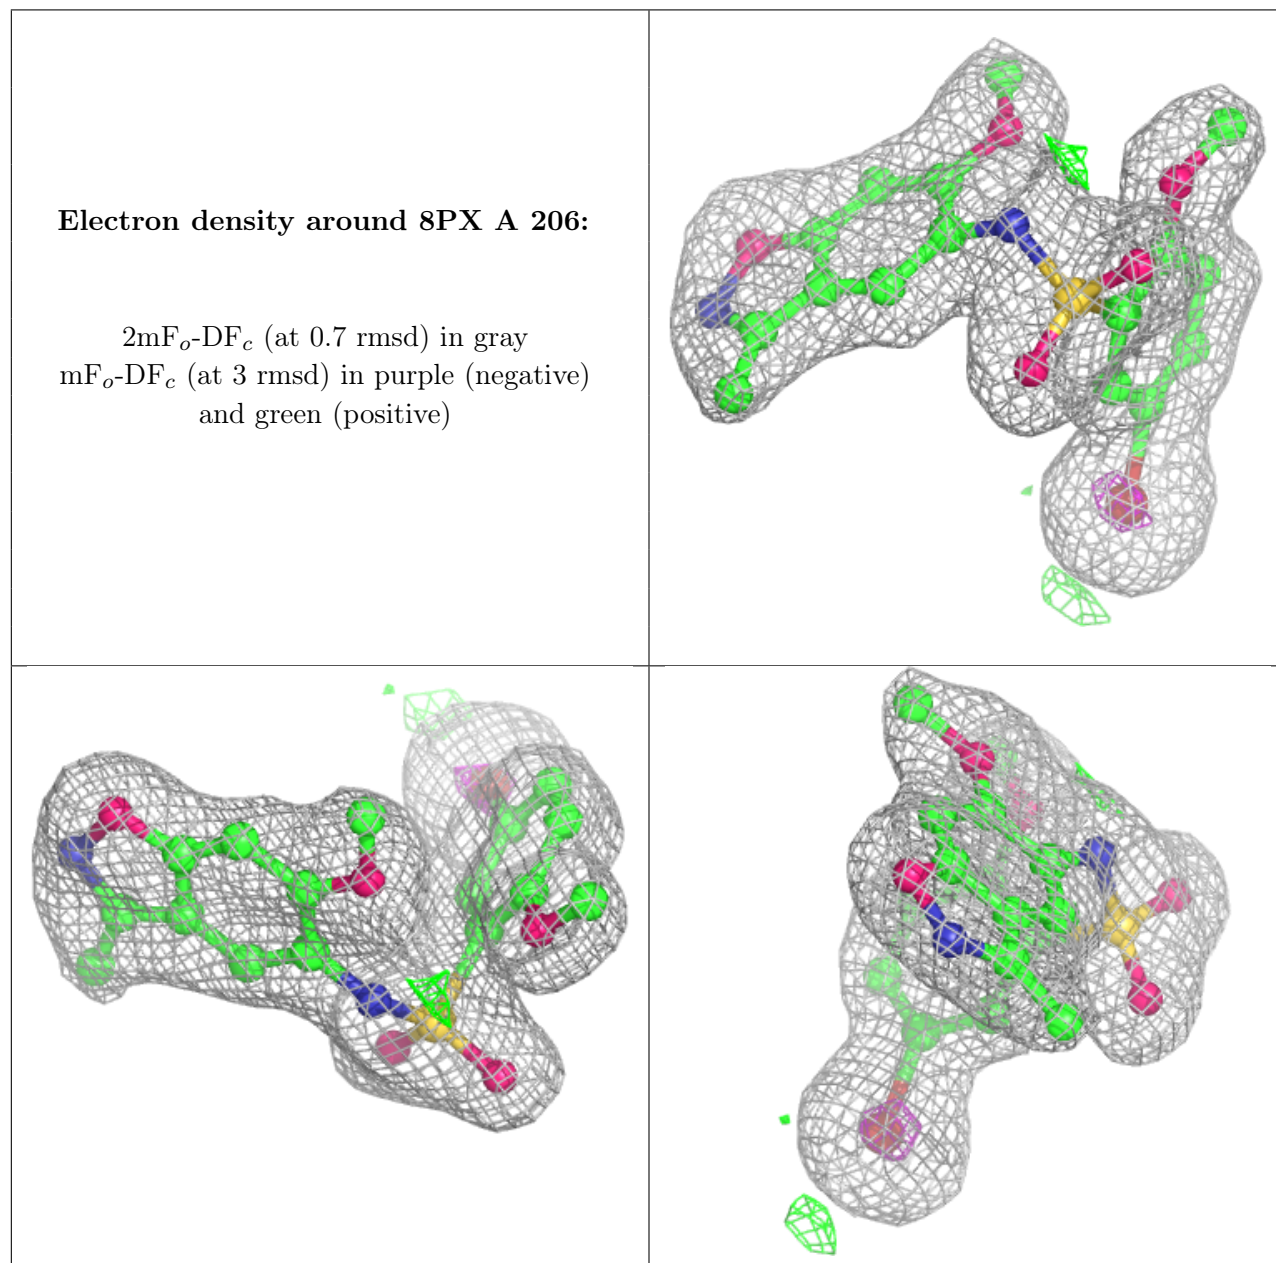 Electron density around 8PX A 206:
2mFₒ-DF𝒸 (at 0.7 rmsd) in gray
mFₒ-DF𝒸 (at 3 rmsd) in purple (negative)
and green (positive)